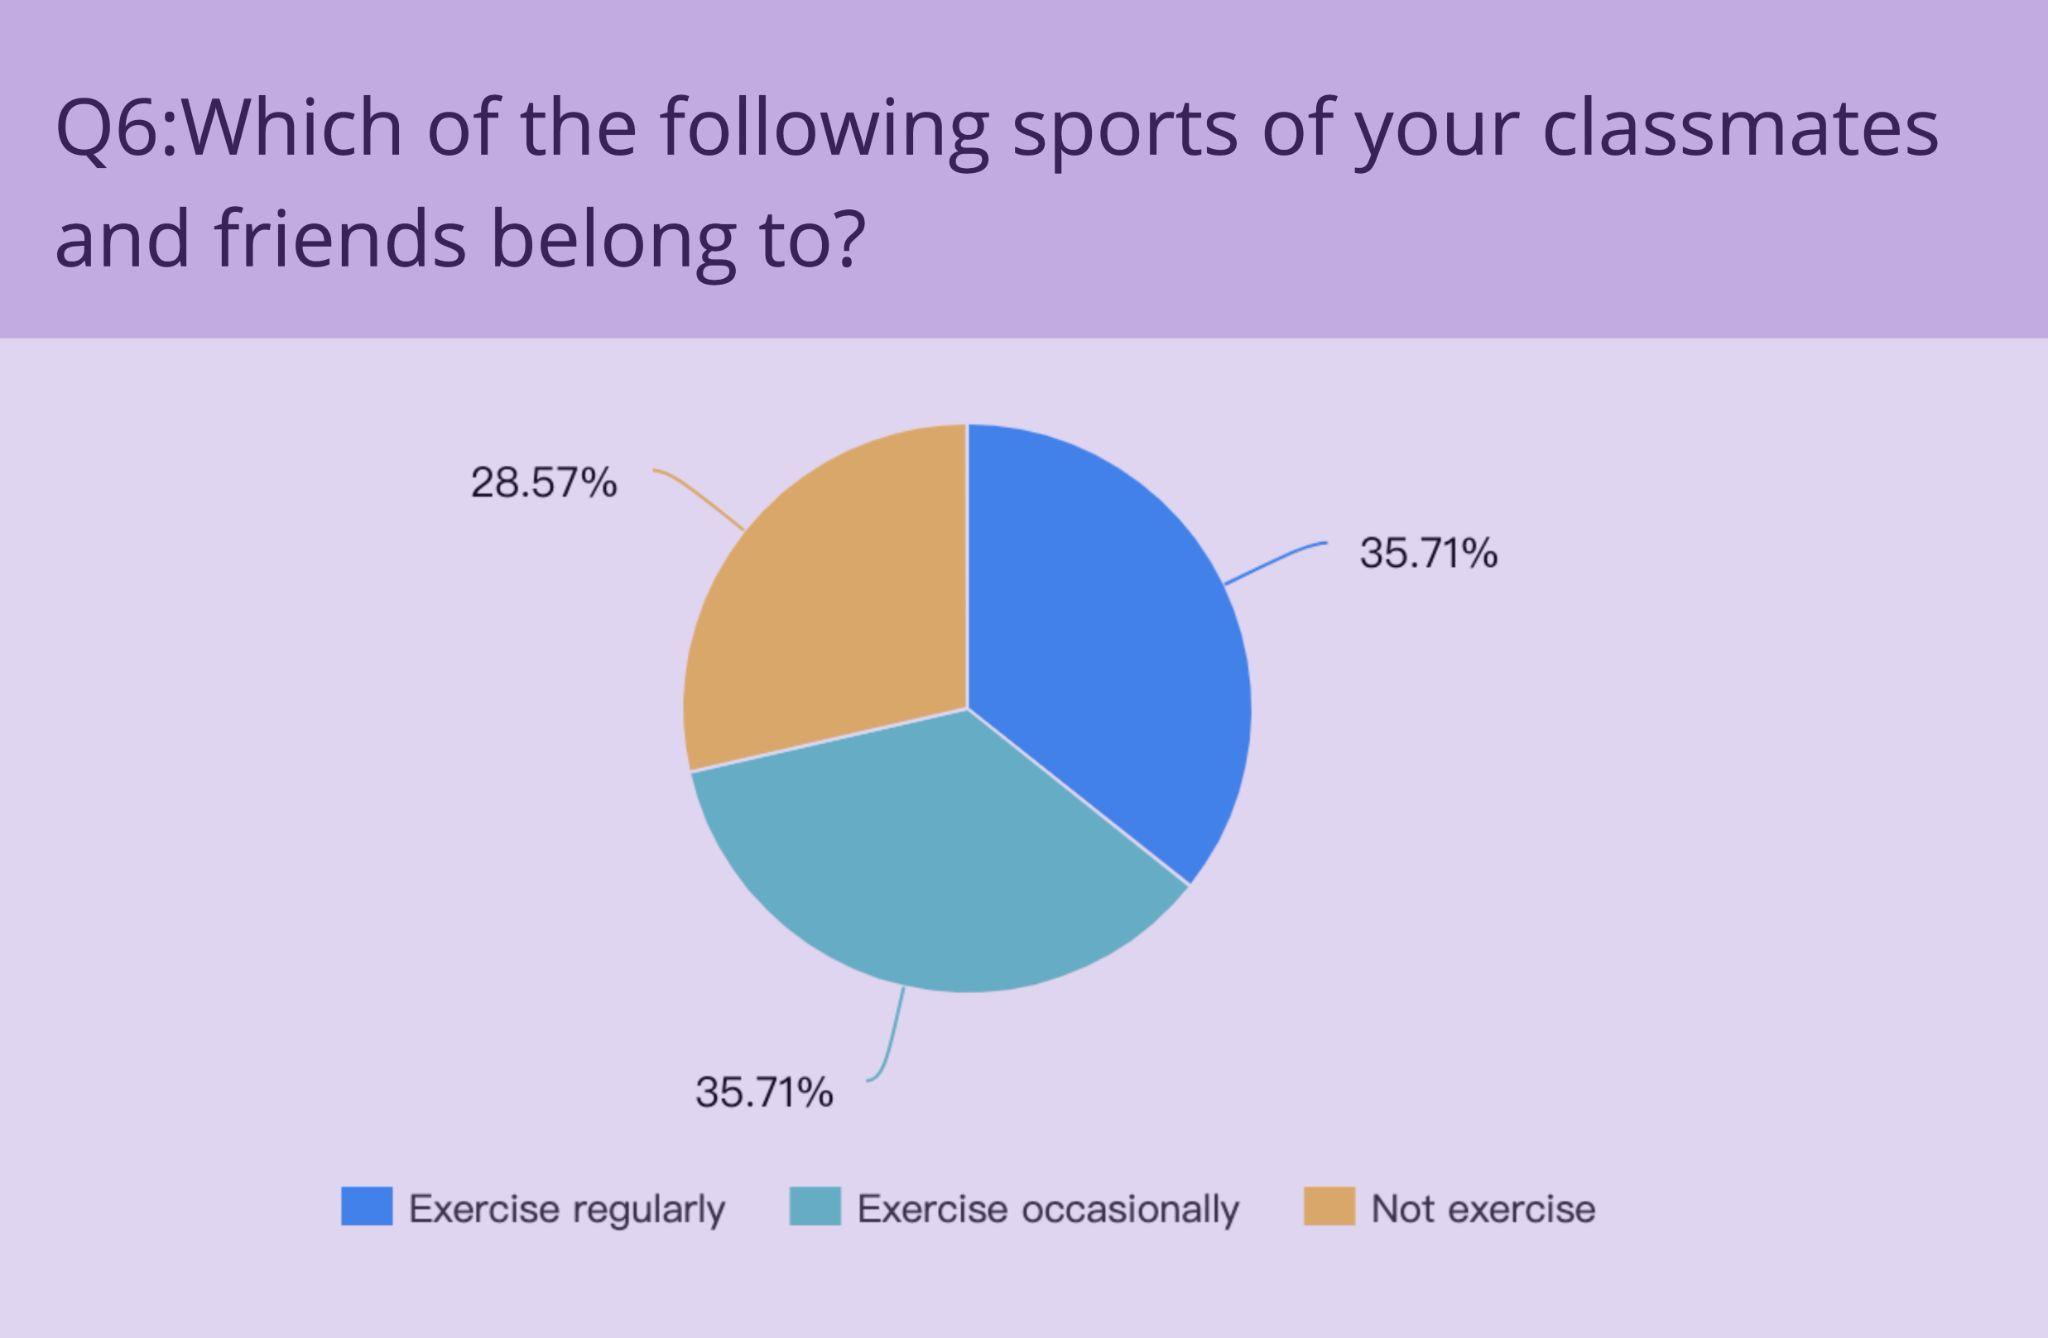 Q6:Which of the following sports of your classmates
and friends belong to?
28.57%
35.71%
35.71%
Exercise regularly
Exercise occasionally
Not exercise